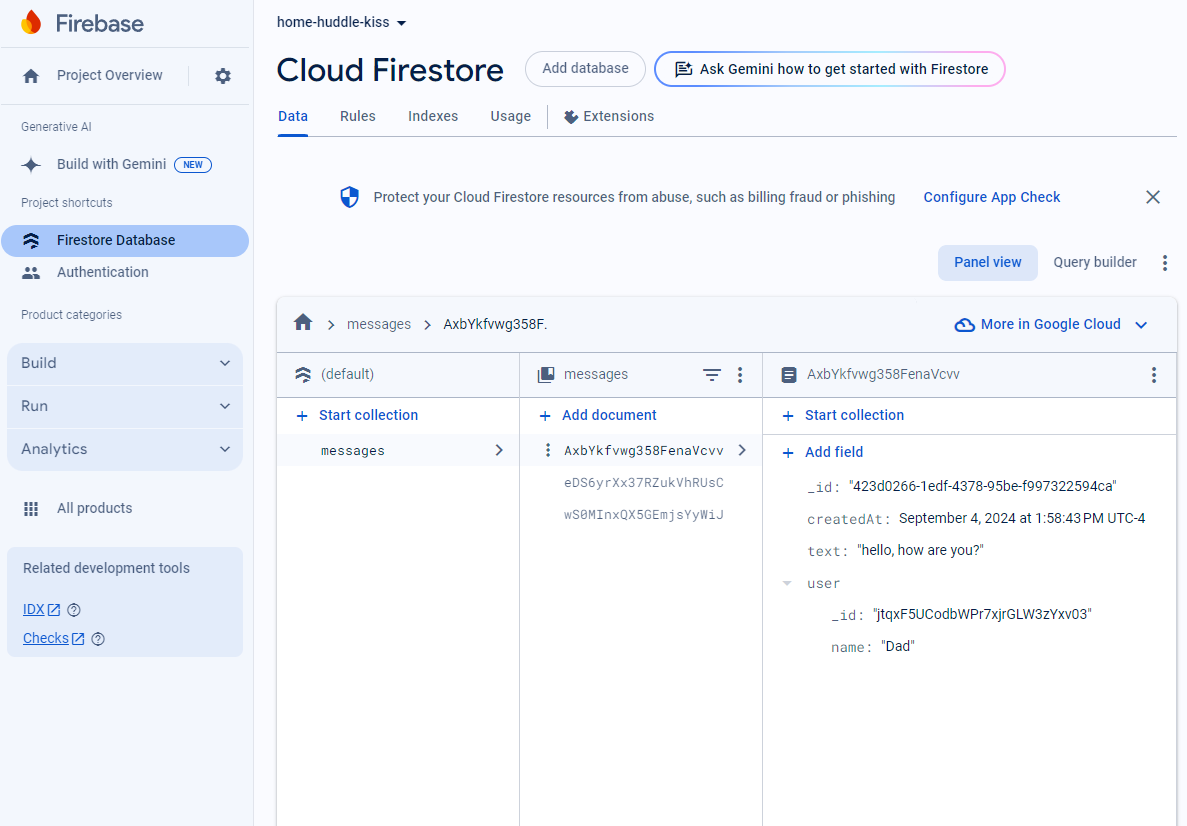 Firebase
home-huddle-kiss
Project Overview
Cloud Firestore
Add database
Ask Gemini how to get started with Firestore
Data Rules Indexes Usage Extensions
Generative AI
Build with Gemini NEW
Project shortcuts
Firestore Database
Authentication
Product categories
Build
Run
Analytics
All products
Related development tools
IDX
Checks
Protect your Cloud Firestore resources from abuse, such as billing fraud or phishing Configure App Check
Panel view Query builder
messages AxbYkfvwg358F.
More in Google Cloud
(default)
Start collection
messages
messages
Add document
AxbYkfvwg358FenaVcvv
eDS6yrXx37RZukVhRUsC
wS0MInxQX5GEmjsYyWiJ
AxbYkfvwg358FenaVcvv
Start collection
Add field
_id: "423d0266-1edf-4378-95be-f997322594ca"
createdAt: September 4, 2024 at 1:58:43 PM UTC-4
text: "hello, how are you?"
user
_id: "jtqxF5UCodbWPr7xjrGLW3zYxv03"
name: "Dad"